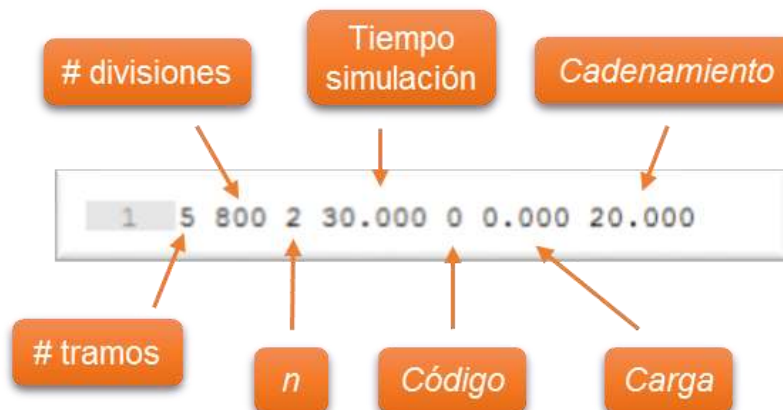 # divisiones
Tiempo
simulación
Cadenamiento
1 5 800 2 30.000 0 0.000 20.000
# tramos
n
Código
Carga